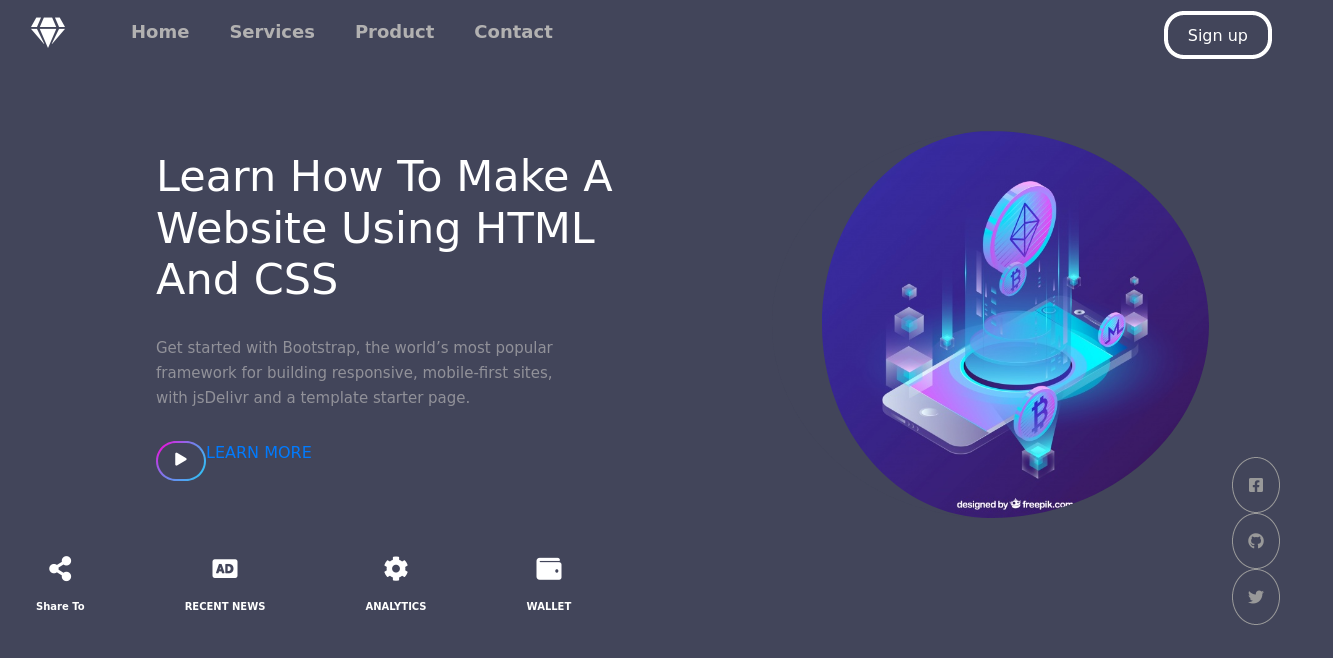 Home Services Product Contact
Sign up
Learn How To Make A
Website Using HTML
And CSS
Get started with Bootstrap, the world’s most popular
framework for building responsive, mobile-first sites,
with jsDelivr and a template starter page.
LEARN MORE
designed by freepik.com
AD
Share To RECENT NEWS ANALYTICS WALLET